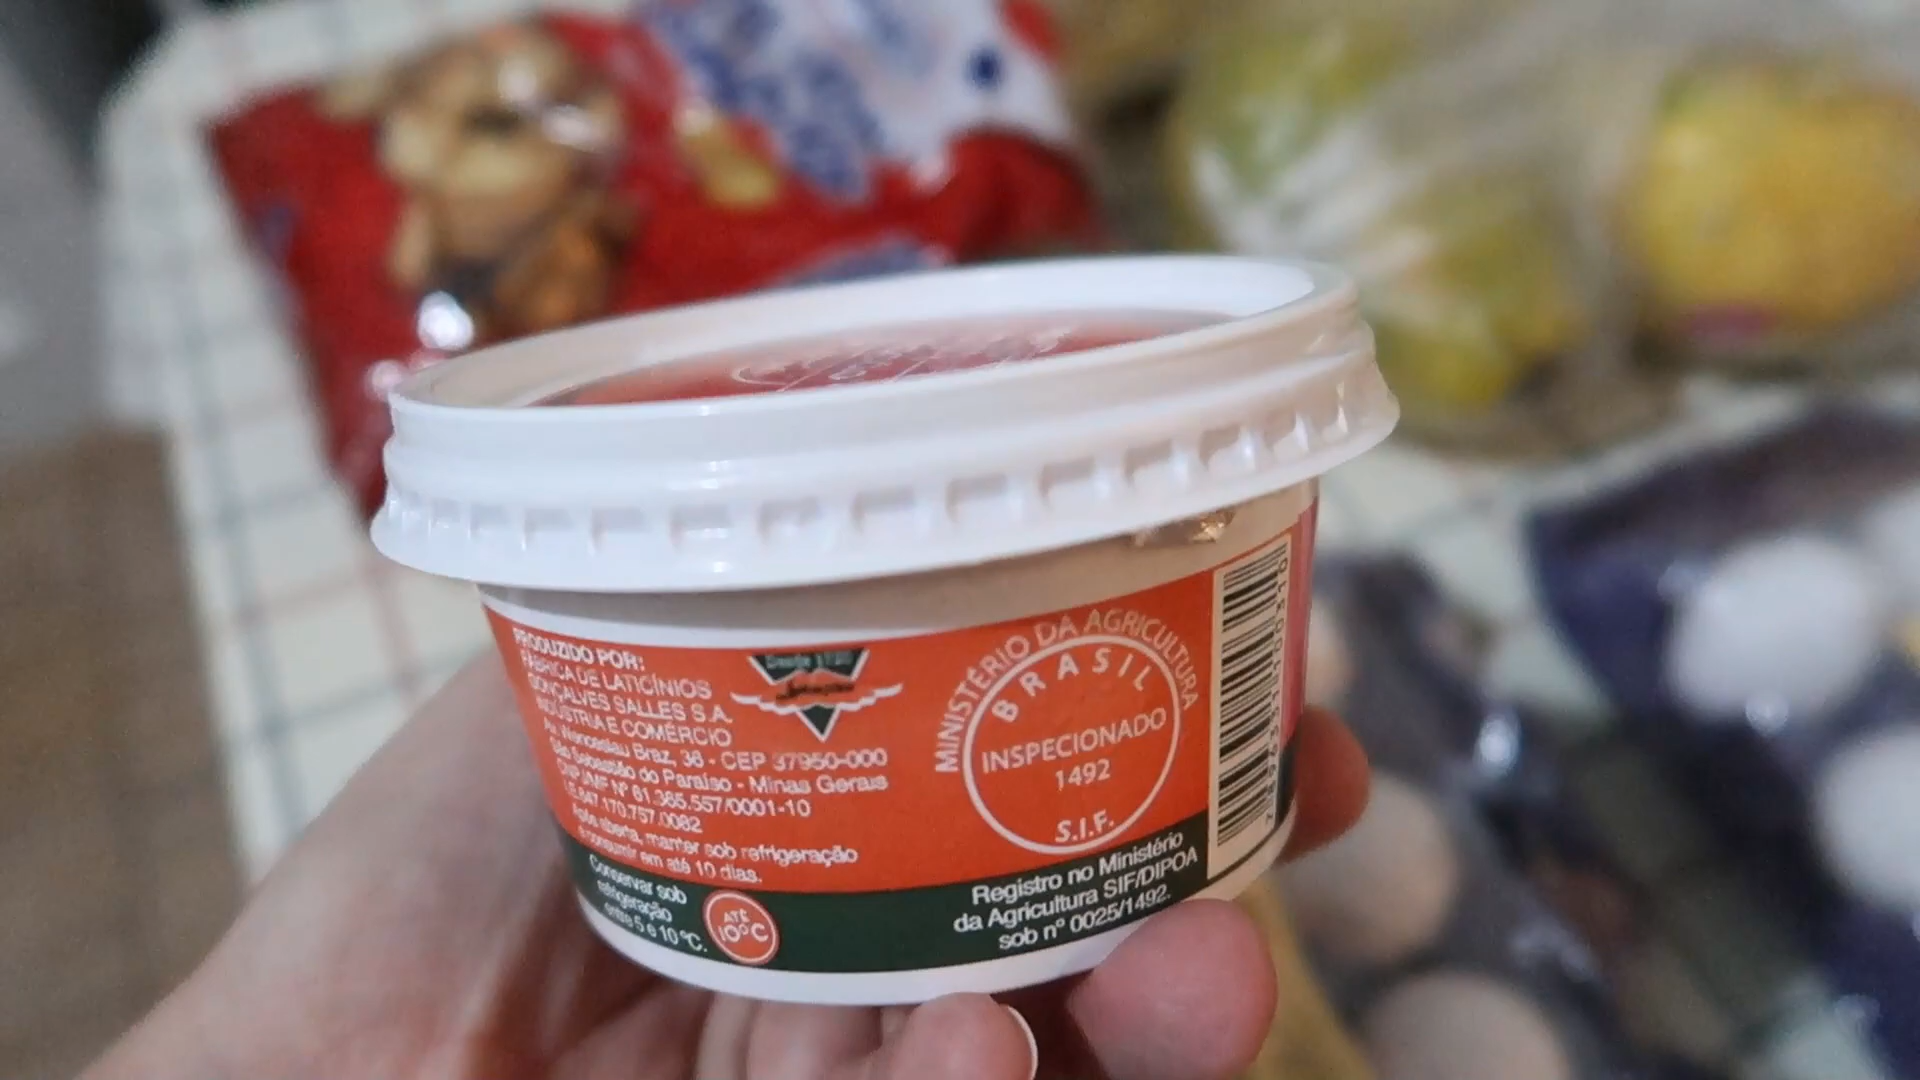 PRODUZIDO POR:
FÁBRICA DE LATICÍNIOS
GONÇALVES SALLES S.A.
INDÚSTRIA E COMÉRCIO
Av. Wenceslau Braz, 36 - CEP 37950-000
São Sebastião do Paraíso - Minas Gerais
CNPJ/MF Nº 61.365.557/0001-10
I.E. 647.170.757.0082
Após aberta, manter sob refrigeração
e consumir em até 10 dias.
Conservar sob
refrigeração
entre 5 e 10 °C.
ATÉ
10°C
Desde
MINISTÉRIO DA AGRICULTURA
BRASIL
INSPECIONADO
1492
S.I.F.
Registro no Ministério
da Agricultura SIF/DIPOA
sob nº 0025/1492.